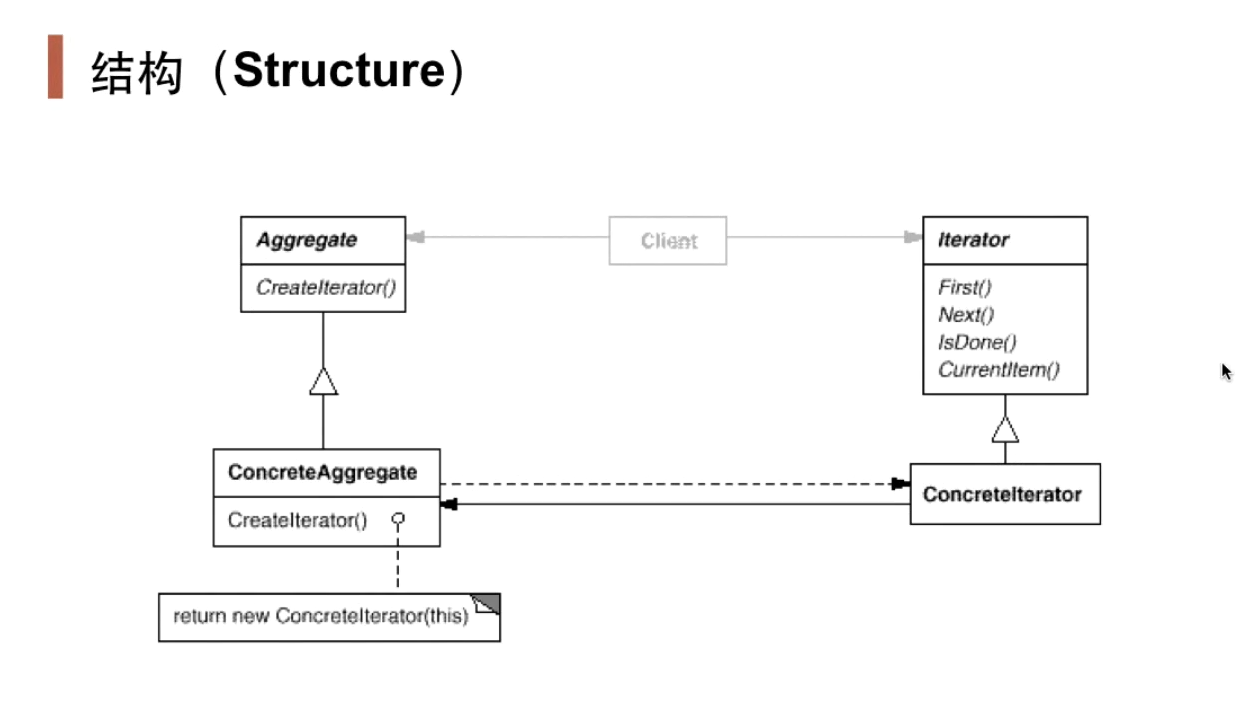 结构（Structure）
Aggregate
CreateIterator()
Client
Iterator
First()
Next()
IsDone()
CurrentItem()
ConcreteAggregate
CreateIterator()
ConcreteIterator
return new ConcreteIterator(this)